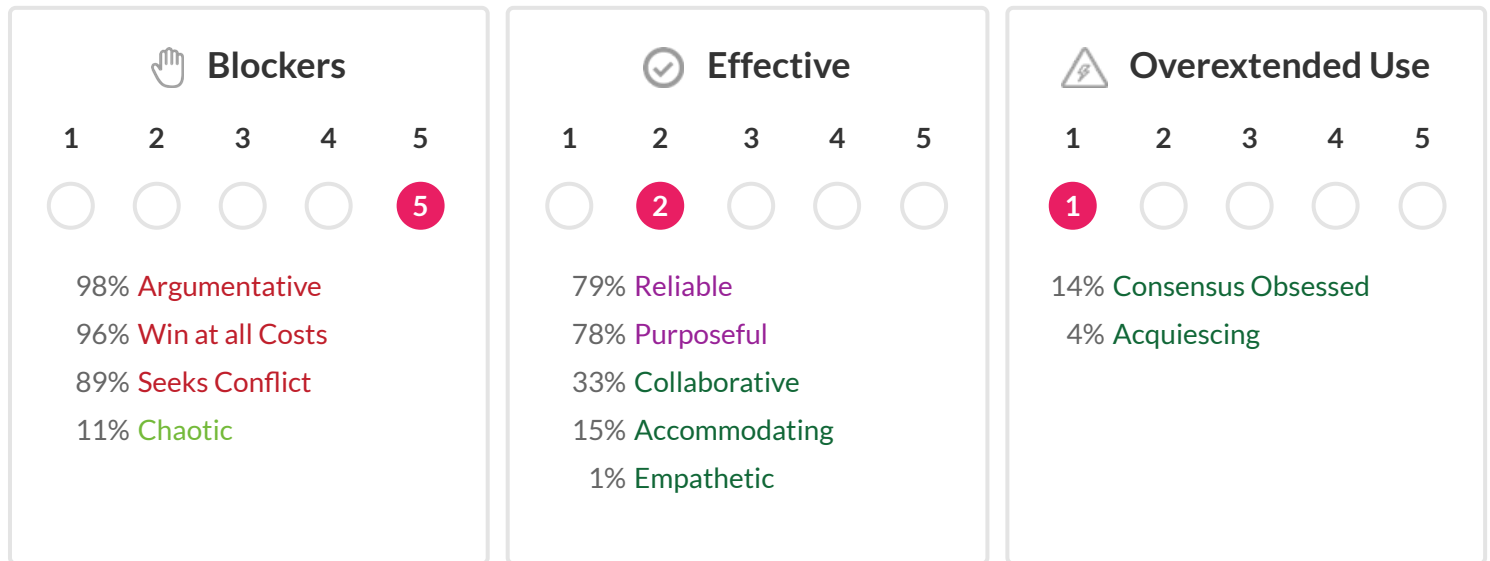 Blockers
1 2 3 4 5
5
98% Argumentative
96% Win at all Costs
89% Seeks Conflict
11% Chaotic
Effective
1 2 3 4 5
2
79% Reliable
78% Purposeful
33% Collaborative
15% Accommodating
1% Empathetic
Overextended Use
1 2 3 4 5
1
14% Consensus Obsessed
4% Acquiescing